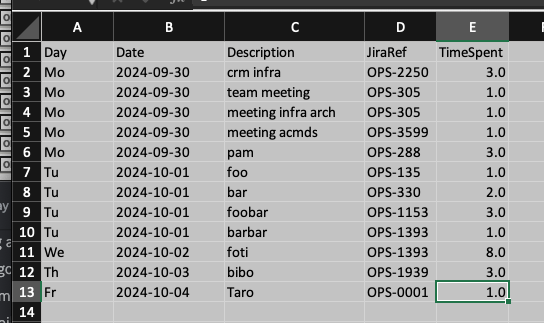 A B C D E
1 Day Date Description JiraRef TimeSpent
2 Mo 2024-09-30 crm infra OPS-2250 3.0
3 Mo 2024-09-30 team meeting OPS-305 1.0
4 Mo 2024-09-30 meeting infra arch OPS-305 1.0
5 Mo 2024-09-30 meeting acmds OPS-3599 1.0
6 Mo 2024-09-30 pam OPS-288 3.0
7 Tu 2024-10-01 foo OPS-135 1.0
8 Tu 2024-10-01 bar OPS-330 2.0
9 Tu 2024-10-01 foobar OPS-1153 3.0
10 Tu 2024-10-01 barbar OPS-1393 1.0
11 We 2024-10-02 foti OPS-1393 8.0
12 Th 2024-10-03 bibo OPS-1939 3.0
13 Fr 2024-10-04 Taro OPS-0001 1.0
14